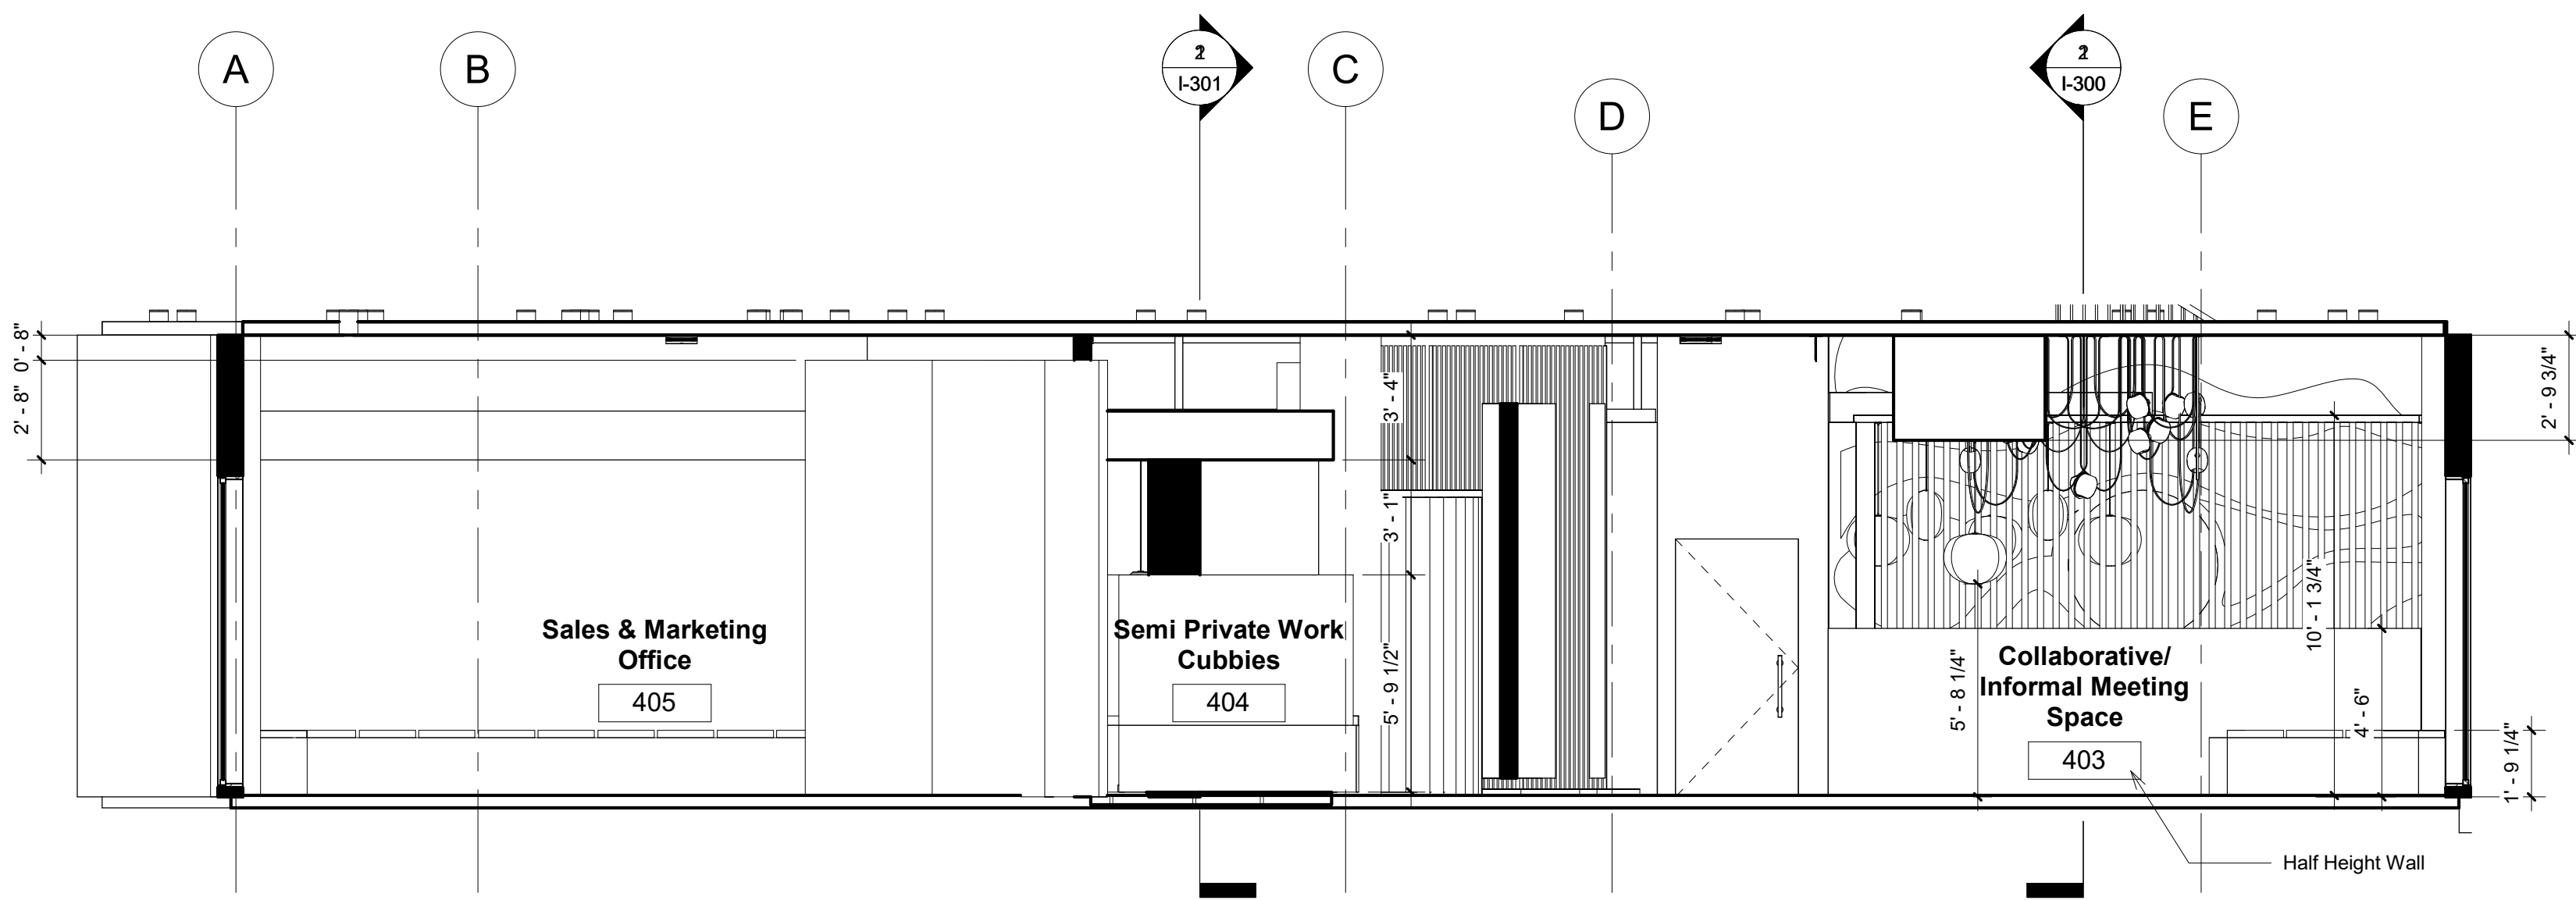 A
B
I-301
C
D
I-300
E
0' - 8"
2' - 8"
3' - 4"
3' - 1"
5' - 9 1/2"
2' - 9 3/4"
10' - 1 3/4"
5' - 8 1/4"
4' - 6"
1' - 9 1/4"
Sales & Marketing
Office
405
Semi Private Work
Cubbies
404
Collaborative/
Informal Meeting
Space
403
Half Height Wall